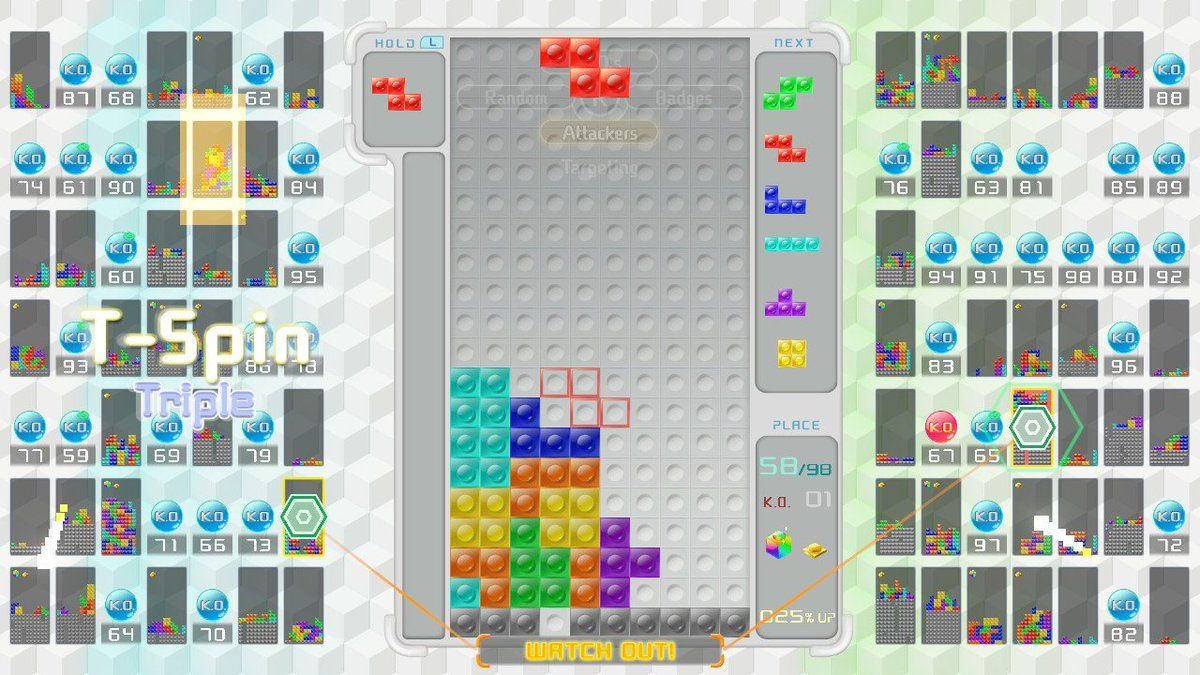 HOLD L
NEXT
Random
Badges
Attackers
Targeting
T-Spin
Triple
PLACE
58/98
K.O. 01
025% UP
WATCH OUT!
K.O. K.O. K.O.
87 68 62
K.O.
88
K.O. K.O. K.O. K.O.
74 61 90 84
K.O. K.O. K.O. K.O. K.O.
76 63 81 85 89
K.O. K.O.
60 95
K.O. K.O. K.O. K.O. K.O. K.O.
94 91 75 98 80 92
K.O.
93
K.O. K.O.
83 96
K.O. K.O. K.O. K.O.
77 59 69 79
K.O. K.O.
67 65
K.O. K.O. K.O.
71 66 73
K.O. K.O.
97 72
K.O. K.O.
64 70
K.O.
82